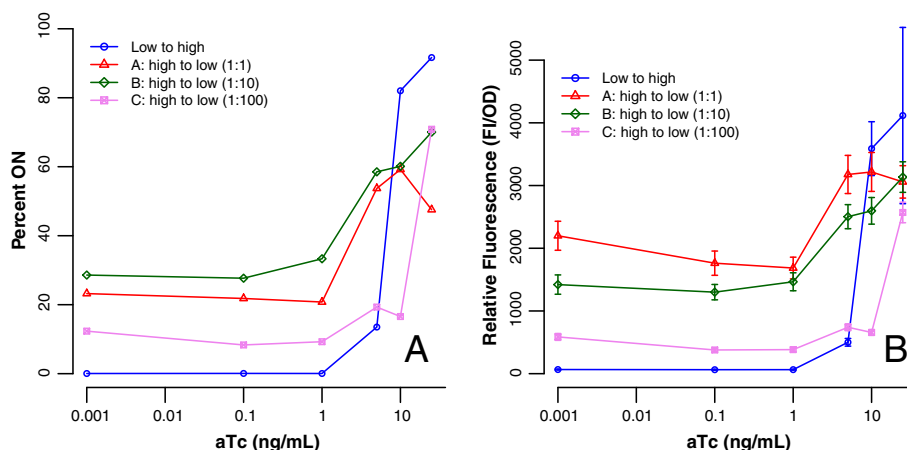 Percent ON
100
80
60
40
20
0
Low to high
A: high to low (1:1)
B: high to low (1:10)
C: high to low (1:100)
A
0.001 0.01 0.1 1 10
aTc (ng/mL)
Relative Fluorescence (Fl/OD)
5000
4000
3000
2000
1000
0
Low to high
A: high to low (1:1)
B: high to low (1:10)
C: high to low (1:100)
B
0.001 0.01 0.1 1 10
aTc (ng/mL)